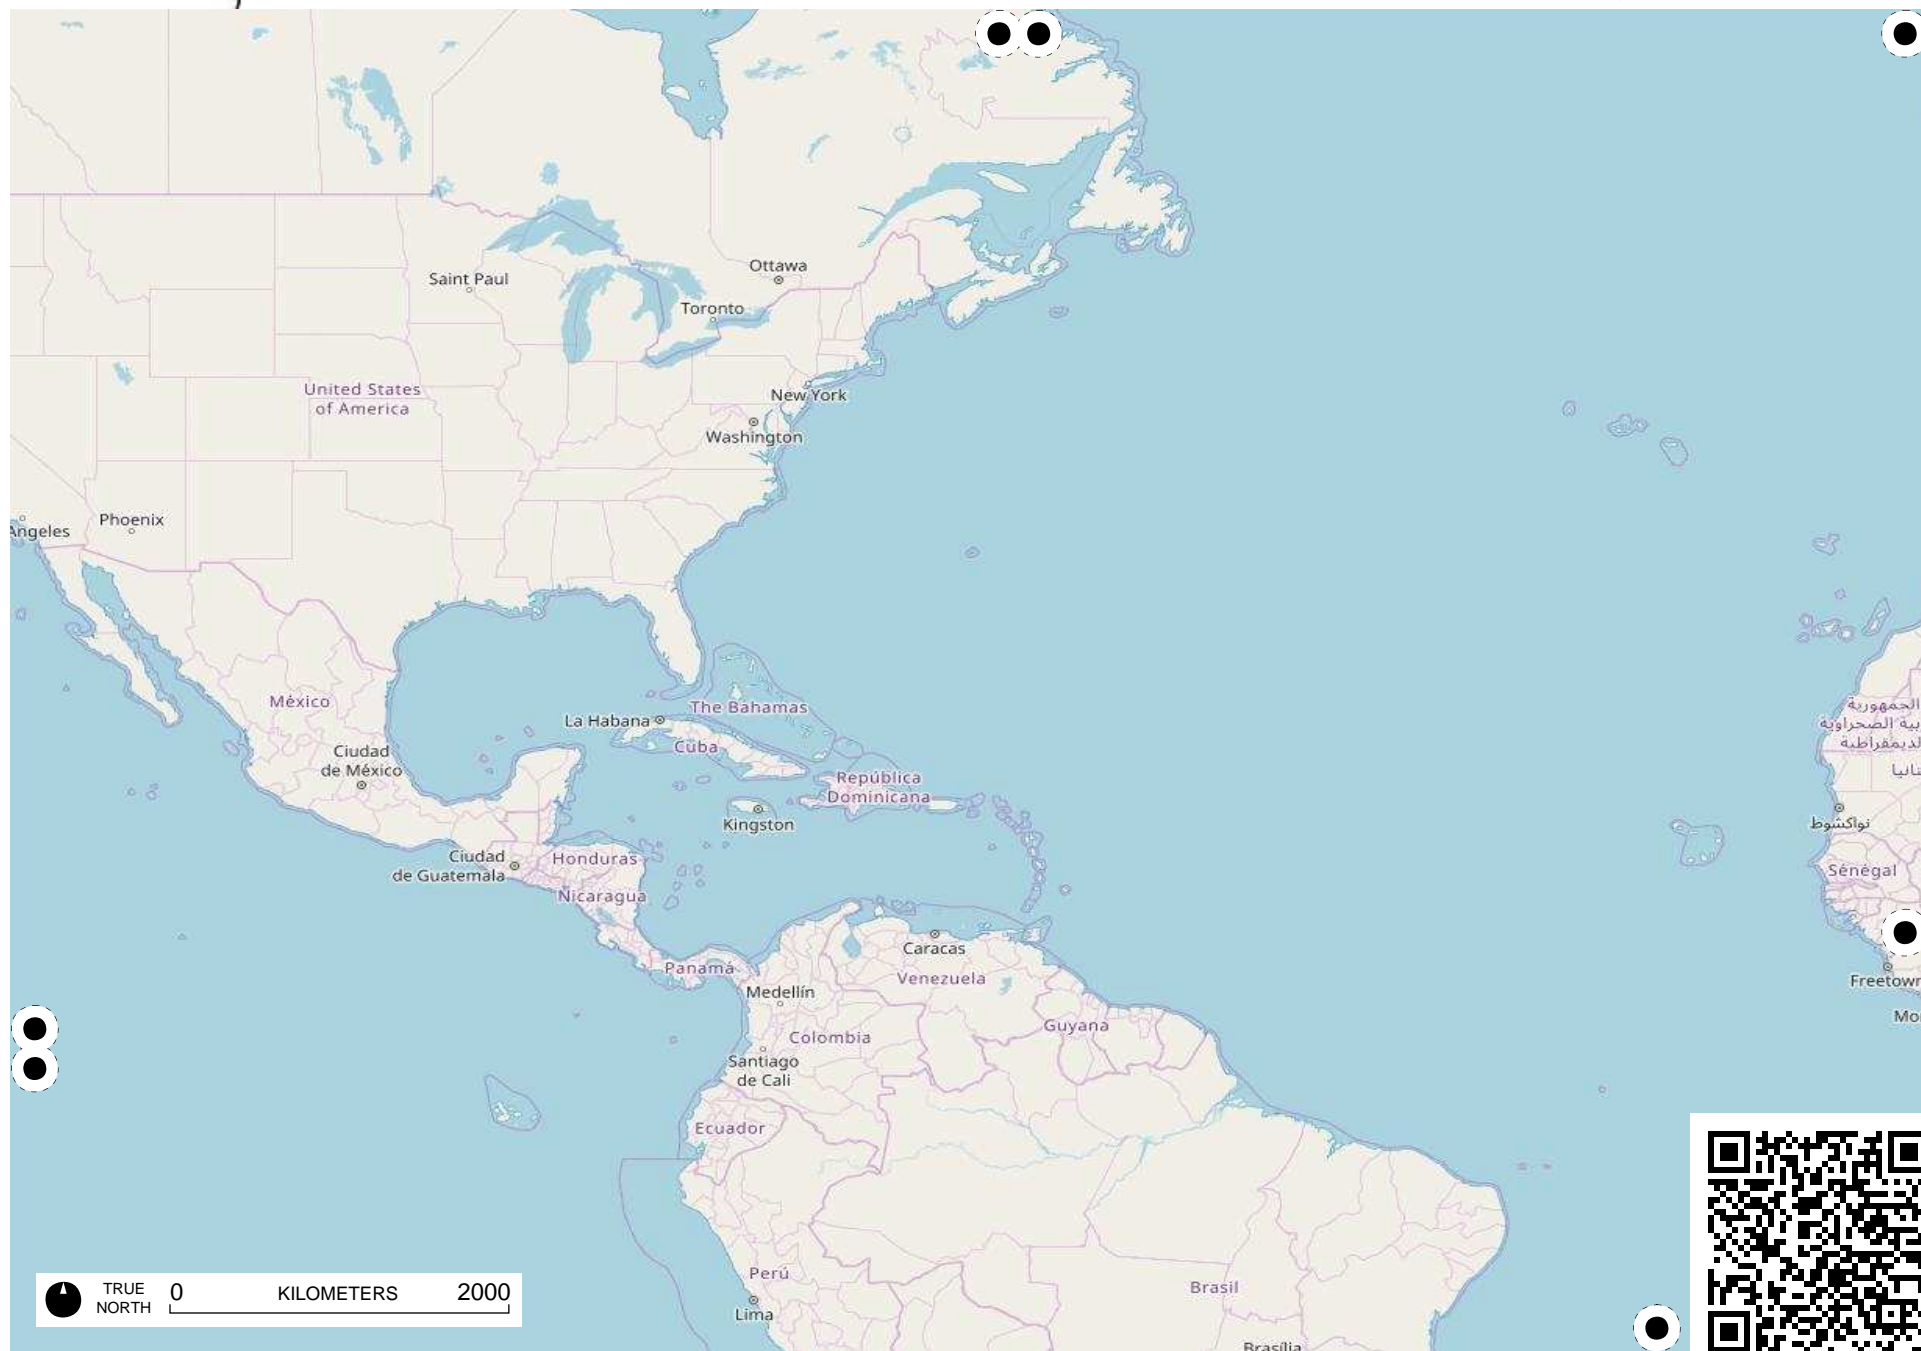 Saint Paul
Ottawa
Toronto
United States
of America
New York
Washington
Angeles
Phoenix
México
La Habana
The Bahamas
Cuba
Ciudad
de México
República
Dominicana
Kingston
Ciudad
de Guatemala
Honduras
Nicaragua
نواكشوط
Sénégal
Caracas
Panamá
Venezuela
Medellín
Freetown
Colombia
Guyana
Santiago
de Cali
Ecuador
Perú
Brasil
Lima
Brasília
TRUE
NORTH
0 KILOMETERS 2000